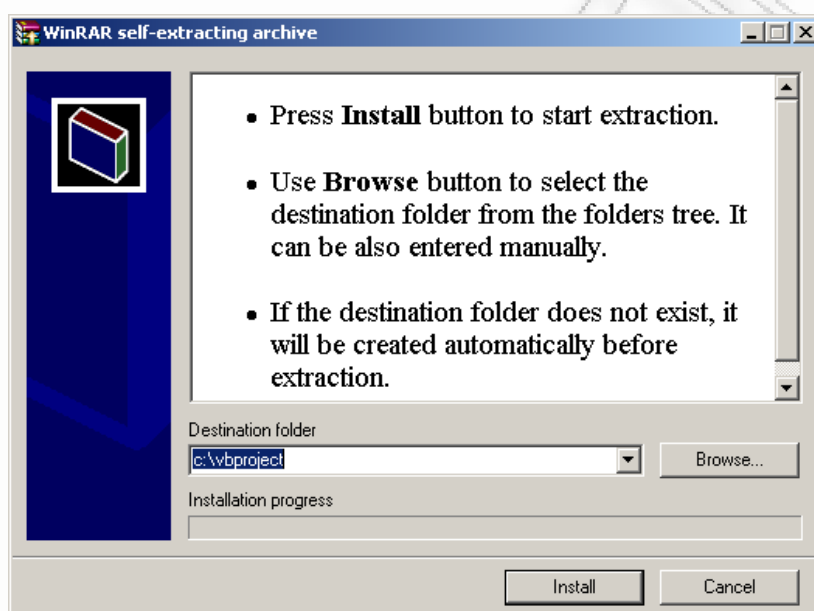 WinRAR self-extracting archive
• Press Install button to start extraction.
• Use Browse button to select the
destination folder from the folders tree. It
can be also entered manually.
• If the destination folder does not exist, it
will be created automatically before
extraction.
Destination folder
c:\vbproject
Browse...
Installation progress
Install
Cancel